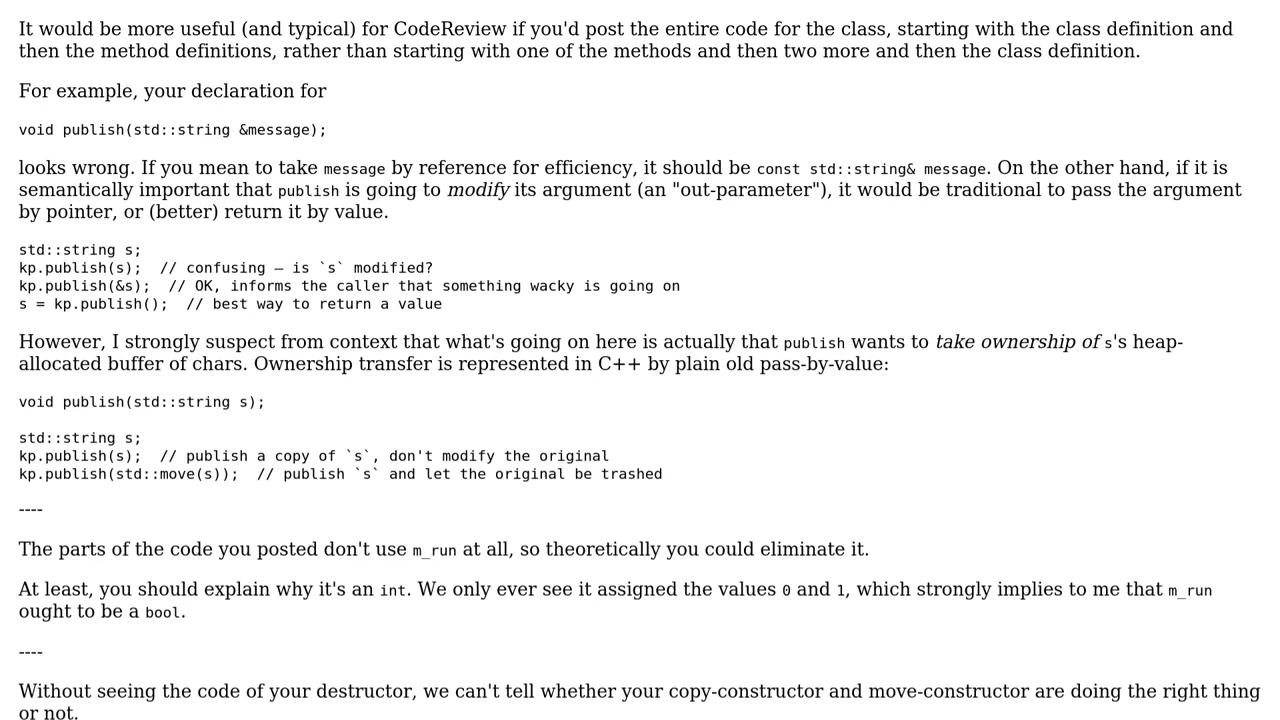 It would be more useful (and typical) for CodeReview if you'd post the entire code for the class, starting with the class definition and
then the method definitions, rather than starting with one of the methods and then two more and then the class definition.
For example, your declaration for
void publish(std::string &message);
looks wrong. If you mean to take message by reference for efficiency, it should be const std::string& message. On the other hand, if it is
semantically important that publish is going to modify its argument (an "out-parameter"), it would be traditional to pass the argument
by pointer, or (better) return it by value.
std::string s;
kp.publish(s);  // confusing — is `s` modified?
kp.publish(&s);  // OK, informs the caller that something wacky is going on
s = kp.publish();  // best way to return a value
However, I strongly suspect from context that what's going on here is actually that publish wants to take ownership of s's heap-
allocated buffer of chars. Ownership transfer is represented in C++ by plain old pass-by-value:
void publish(std::string s);
std::string s;
kp.publish(s);  // publish a copy of `s`, don't modify the original
kp.publish(std::move(s));  // publish `s` and let the original be trashed
----
The parts of the code you posted don't use m_run at all, so theoretically you could eliminate it.
At least, you should explain why it's an int. We only ever see it assigned the values 0 and 1, which strongly implies to me that m_run
ought to be a bool.
----
Without seeing the code of your destructor, we can't tell whether your copy-constructor and move-constructor are doing the right thing
or not.